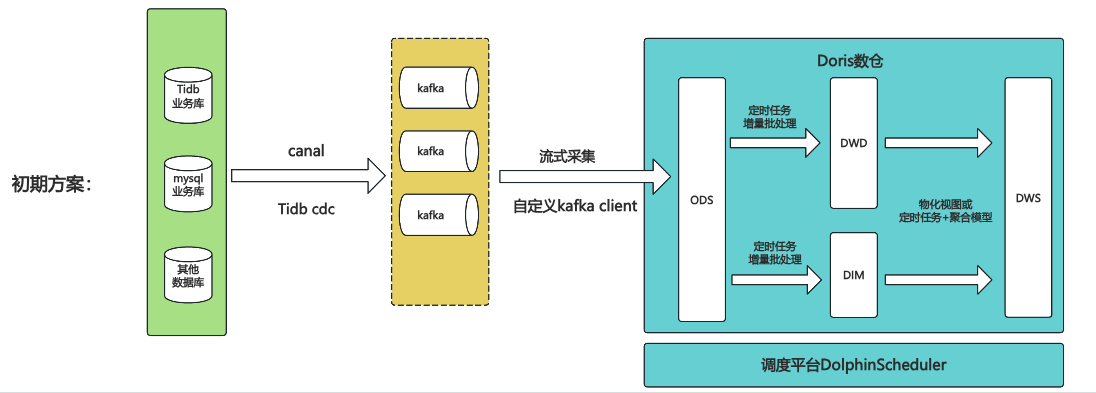 初期方案：
Tidb
业务库
mysql
业务库
其他
数据库
canal
Tidb cdc
kafka
kafka
kafka
流式采集
自定义kafka client
Doris数仓
ODS
定时任务
增量批处理
定时任务
增量批处理
DWD
DIM
物化视图或
定时任务+聚合模型
DWS
调度平台DolphinScheduler